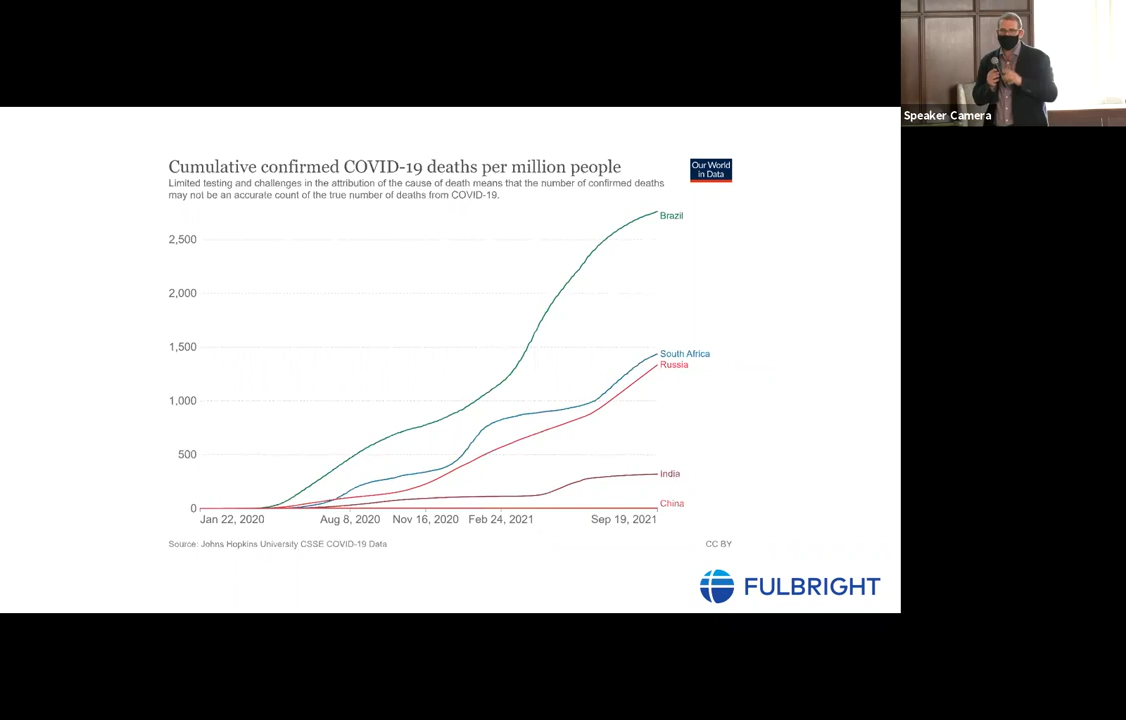 Speaker Camera
Cumulative confirmed COVID-19 deaths per million people
Limited testing and challenges in the attribution of the cause of death means that the number of confirmed deaths
may not be an accurate count of the true number of deaths from COVID-19.
Our World
in Data
Brazil
2,500
2,000
1,500
South Africa
Russia
1,000
500
India
China
0
Jan 22, 2020
Aug 8, 2020
Nov 16, 2020
Feb 24, 2021
Sep 19, 2021
Source: Johns Hopkins University CSSE COVID-19 Data
CC BY
FULBRIGHT